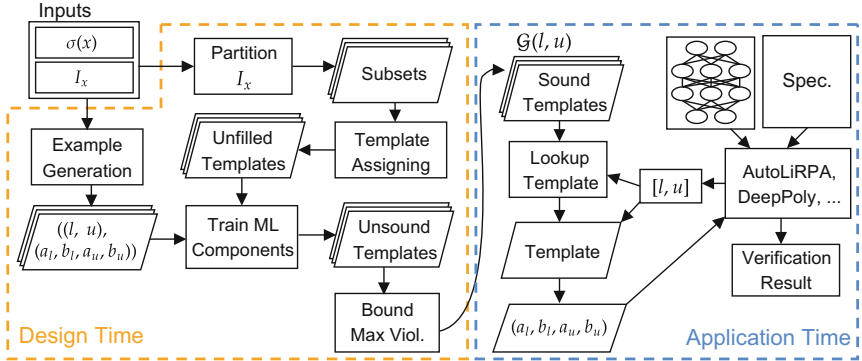 Inputs
σ(x)
I_x
Partition
I_x
Subsets
Example
Generation
Unfilled
Templates
Template
Assigning
((l, u),
(a_l, b_l, a_u, b_u))
Train ML
Components
Unsound
Templates
Bound
Max Viol.
Design Time
𝒢(l, u)
Sound
Templates
Spec.
Lookup
Template
[l, u]
AutoLiRPA,
DeepPoly, ...
Template
Verification
Result
(a_l, b_l, a_u, b_u)
Application Time